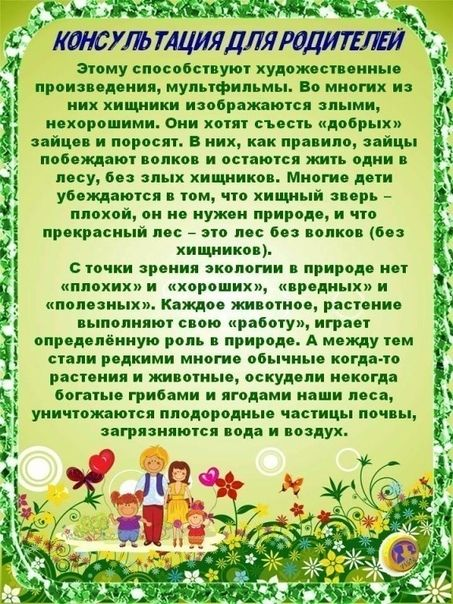 КОНСУЛЬТАЦИЯ ДЛЯ РОДИТЕЛЕЙ
Этому способствуют художественные
произведения, мультфильмы. Во многих из
них хищники изображаются злыми,
нехорошими. Они хотят съесть «добрых»
зайцев и поросят. В них, как правило, зайцы
побеждают волков и остаются жить одни в
лесу, без злых хищников. Многие дети
убеждаются в том, что хищный зверь –
плохой, он не нужен природе, и что
прекрасный лес – это лес без волков (без
хищников).
С точки зрения экологии в природе нет
«плохих» и «хороших», «вредных» и
«полезных». Каждое животное, растение
выполняют свою «работу», играет
определённую роль в природе. А между тем
стали редкими многие обычные когда-то
растения и животные, оскудели некогда
богатые грибами и ягодами наши леса,
уничтожаются плодородные частицы почвы,
загрязняются вода и воздух.